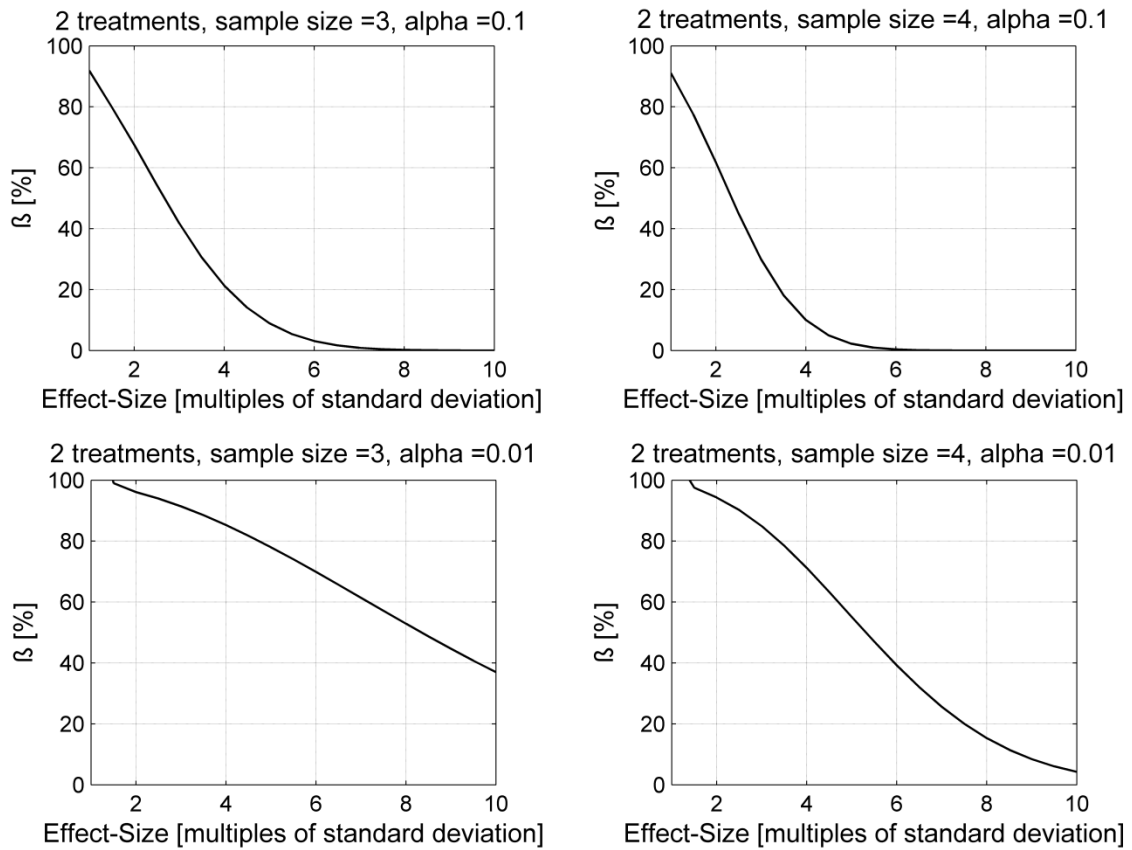 2 treatments, sample size =3, alpha =0.1
100
80
60
40
20
0
ß [%]
2 4 6 8 10
Effect-Size [multiples of standard deviation]
2 treatments, sample size =4, alpha =0.1
100
80
60
40
20
0
ß [%]
2 4 6 8 10
Effect-Size [multiples of standard deviation]
2 treatments, sample size =3, alpha =0.01
100
80
60
40
20
0
ß [%]
2 4 6 8 10
Effect-Size [multiples of standard deviation]
2 treatments, sample size =4, alpha =0.01
100
80
60
40
20
0
ß [%]
2 4 6 8 10
Effect-Size [multiples of standard deviation]